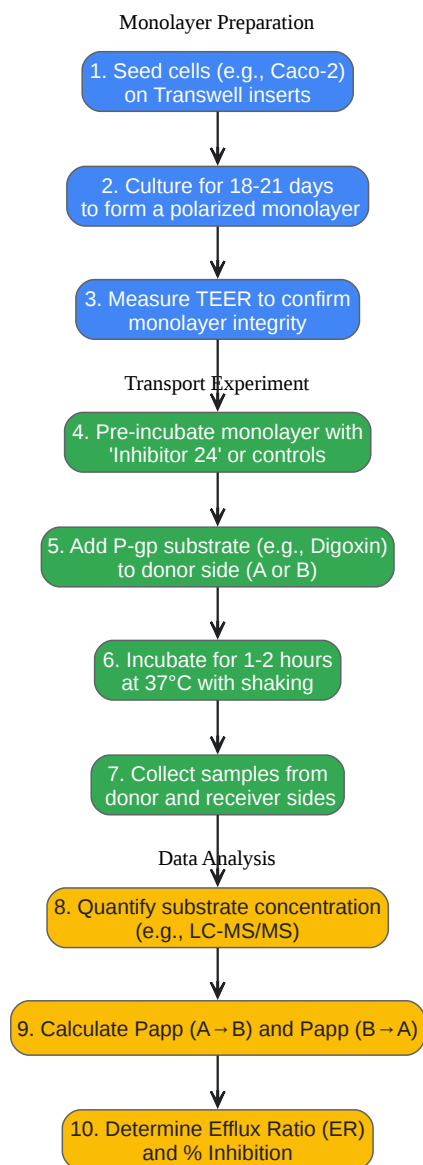 Monolayer Preparation
1. Seed cells (e.g., Caco-2)
on Transwell inserts
2. Culture for 18-21 days
to form a polarized monolayer
3. Measure TEER to confirm
monolayer integrity
Transport Experiment
4. Pre-incubate monolayer with
'Inhibitor 24' or controls
5. Add P-gp substrate (e.g., Digoxin)
to donor side (A or B)
6. Incubate for 1-2 hours
at 37°C with shaking
7. Collect samples from
donor and receiver sides
Data Analysis
8. Quantify substrate concentration
(e.g., LC-MS/MS)
9. Calculate Papp (A→B) and Papp (B→A)
10. Determine Efflux Ratio (ER)
and % Inhibition